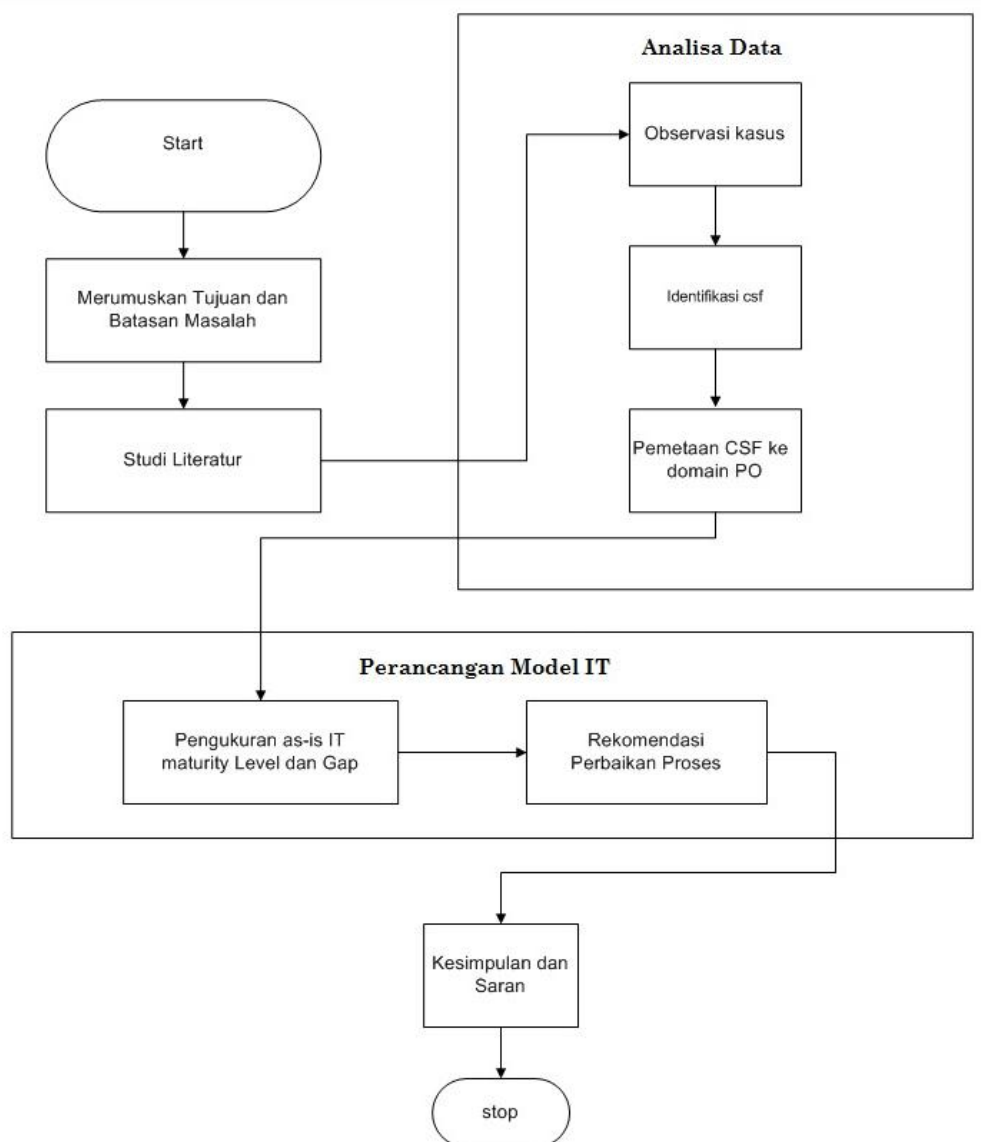 Start
Merumuskan Tujuan dan
Batasan Masalah
Studi Literatur
Analisa Data
Observasi kasus
Identifikasi csf
Pemetaan CSF ke
domain PO
Perancangan Model IT
Pengukuran as-is IT
maturity Level dan Gap
Rekomendasi
Perbaikan Proses
Kesimpulan dan
Saran
stop